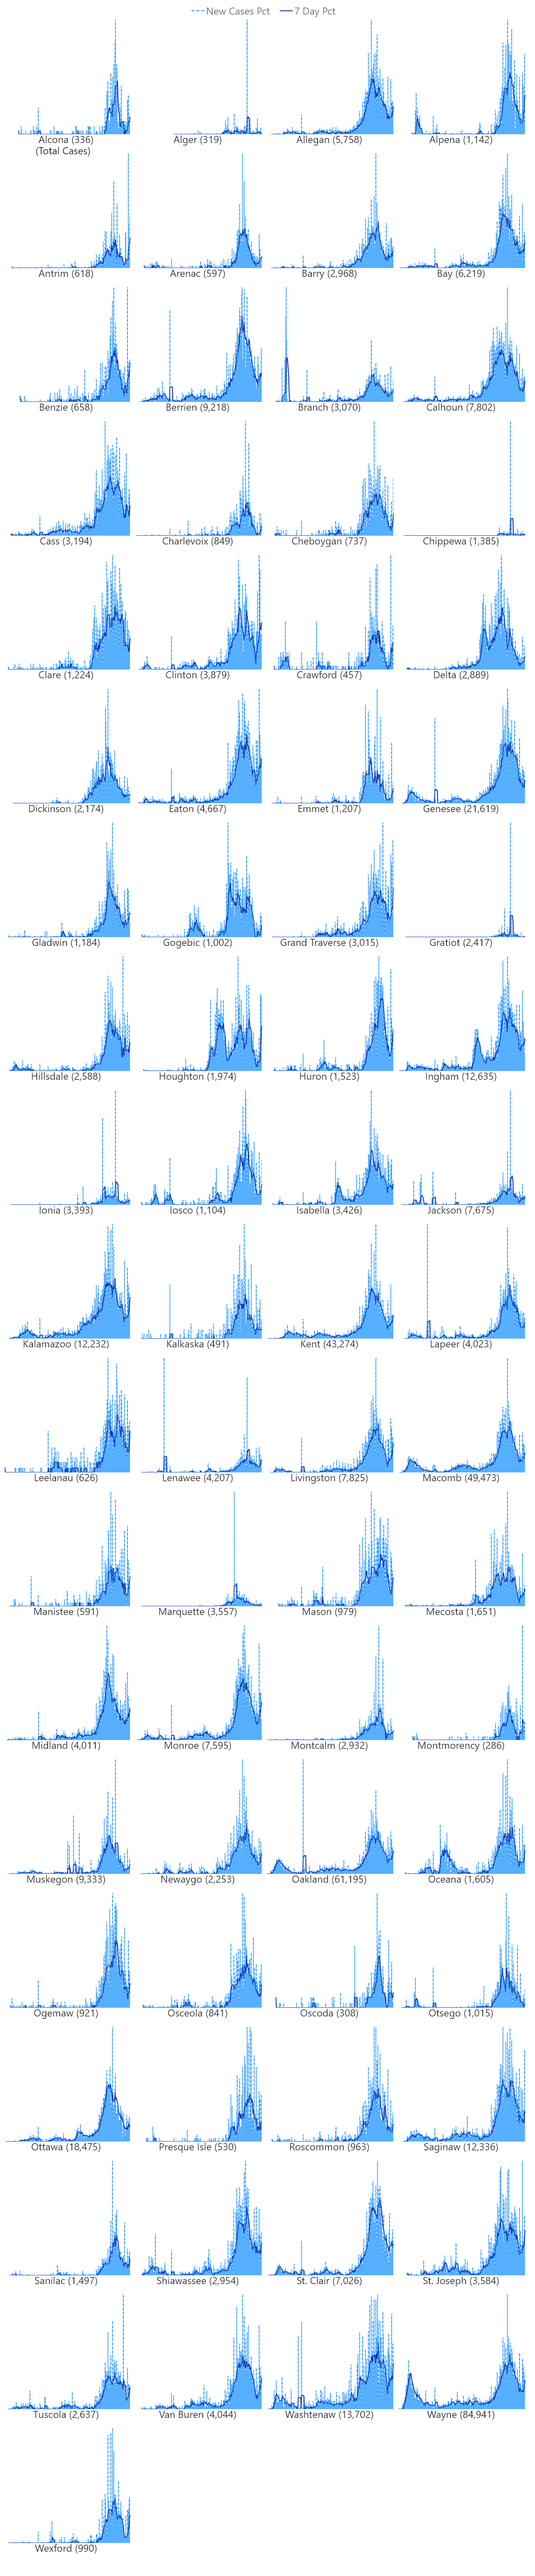 New Cases Pct 7 Day Pct
Alcona (336) Alger (319) Allegan (5,758) Alpena (1,142)
(Total Cases)
Antrim (618) Arenac (597) Barry (2,968) Bay (6,219)
Benzie (658) Berrien (9,218) Branch (3,070) Calhoun (7,802)
Cass (3,194) Charlevoix (849) Cheboygan (737) Chippewa (1,385)
Clare (1,224) Clinton (3,879) Crawford (457) Delta (2,889)
Dickinson (2,174) Eaton (4,667) Emmet (1,207) Genesee (21,619)
Gladwin (1,184) Gogebic (1,002) Grand Traverse (3,015) Gratiot (2,417)
Hillsdale (2,588) Houghton (1,974) Huron (1,523) Ingham (12,635)
Ionia (3,393) Iosco (1,104) Isabella (3,426) Jackson (7,675)
Kalamazoo (12,232) Kalkaska (491) Kent (43,274) Lapeer (4,023)
Leelanau (626) Lenawee (4,207) Livingston (7,825) Macomb (49,473)
Manistee (591) Marquette (3,557) Mason (979) Mecosta (1,651)
Midland (4,011) Monroe (7,595) Montcalm (2,932) Montmorency (286)
Muskegon (9,333) Newaygo (2,253) Oakland (61,195) Oceana (1,605)
Ogemaw (921) Osceola (841) Oscoda (308) Otsego (1,015)
Ottawa (18,475) Presque Isle (530) Roscommon (963) Saginaw (12,336)
Sanilac (1,497) Shiawassee (2,954) St. Clair (7,026) St. Joseph (3,584)
Tuscola (2,637) Van Buren (4,044) Washtenaw (13,702) Wayne (84,941)
Wexford (990)